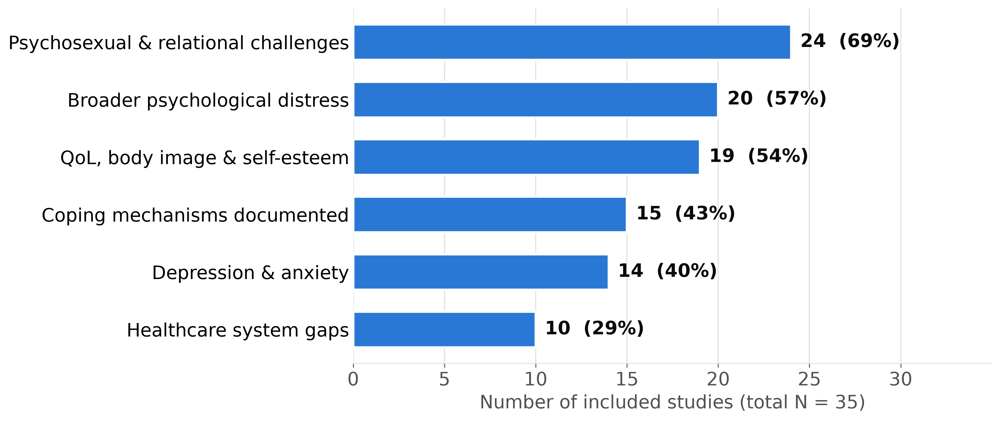 Psychosexual & relational challenges 24 (69%)
Broader psychological distress 20 (57%)
QoL, body image & self-esteem 19 (54%)
Coping mechanisms documented 15 (43%)
Depression & anxiety 14 (40%)
Healthcare system gaps 10 (29%)
0 5 10 15 20 25 30
Number of included studies (total N = 35)